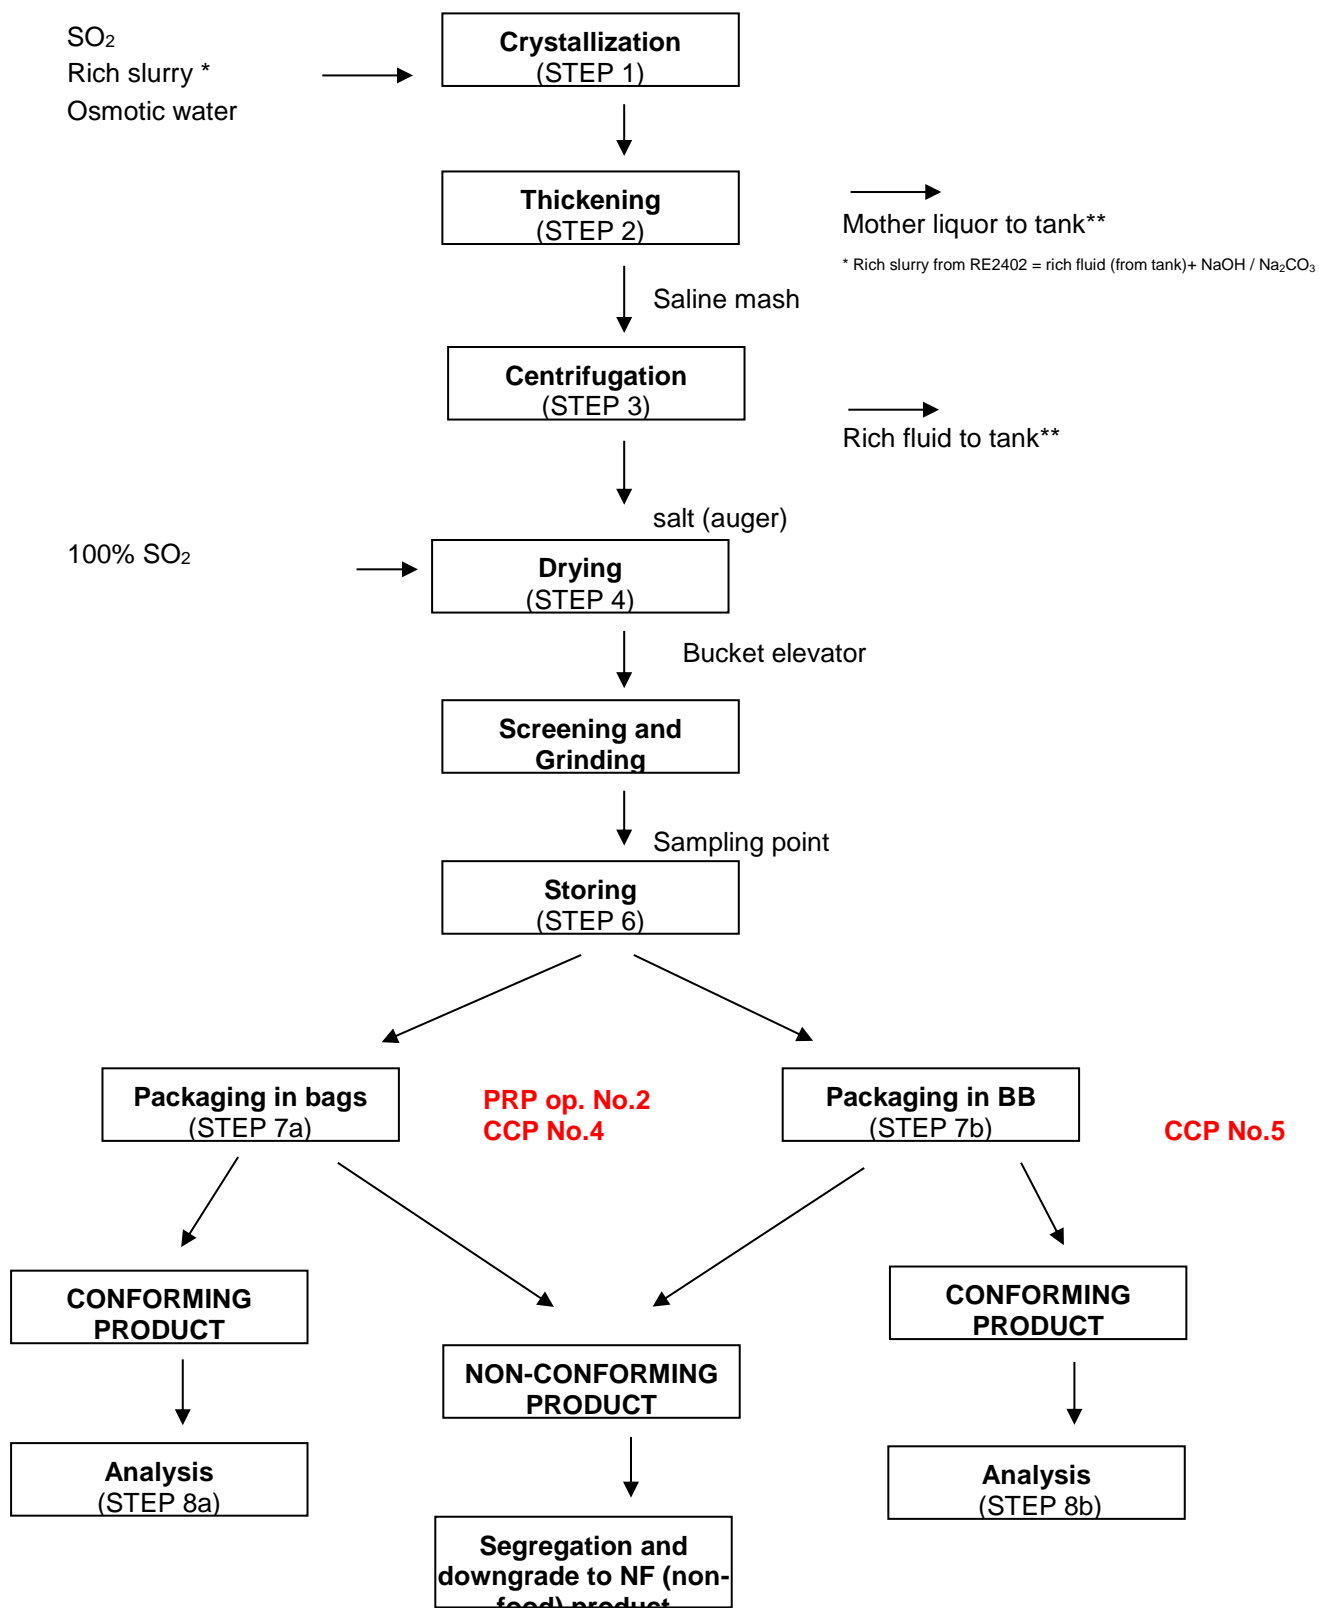 SO₂
Rich slurry *
Osmotic water
Crystallization
(STEP 1)
Thickening
(STEP 2)
Mother liquor to tank**
* Rich slurry from RE2402 = rich fluid (from tank)+ NaOH / Na₂CO₃
Saline mash
Centrifugation
(STEP 3)
Rich fluid to tank**
salt (auger)
100% SO₂
Drying
(STEP 4)
Bucket elevator
Screening and
Grinding
Sampling point
Storing
(STEP 6)
Packaging in bags
(STEP 7a)
PRP op. No.2
CCP No.4
Packaging in BB
(STEP 7b)
CCP No.5
CONFORMING
PRODUCT
NON-CONFORMING
PRODUCT
CONFORMING
PRODUCT
Analysis
(STEP 8a)
Segregation and
downgrade to NF (non-
food) product
Analysis
(STEP 8b)